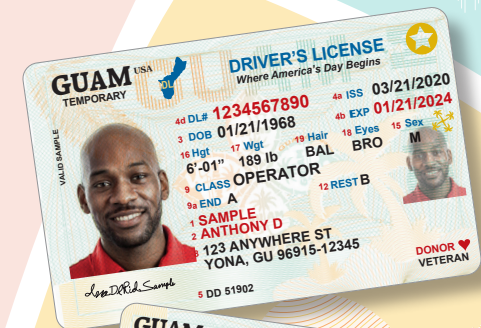 GUAM USA
TEMPORARY
DL
DRIVER'S LICENSE
Where America's Day Begins
VALID SAMPLE
4d DL# 1234567890
4a ISS 03/21/2020
3 DOB 01/21/1968
4b EXP 01/21/2024
16 Hgt 17 Wgt 19 Hair 18 Eyes 15 Sex
6'-01" 189 lb BAL BRO M
9 CLASS OPERATOR
9a END A 12 REST B
1 SAMPLE
2 ANTHONY D
8 123 ANYWHERE ST
YONA, GU 96915-12345
5 DD 51902
DONOR
VETERAN
GUAM